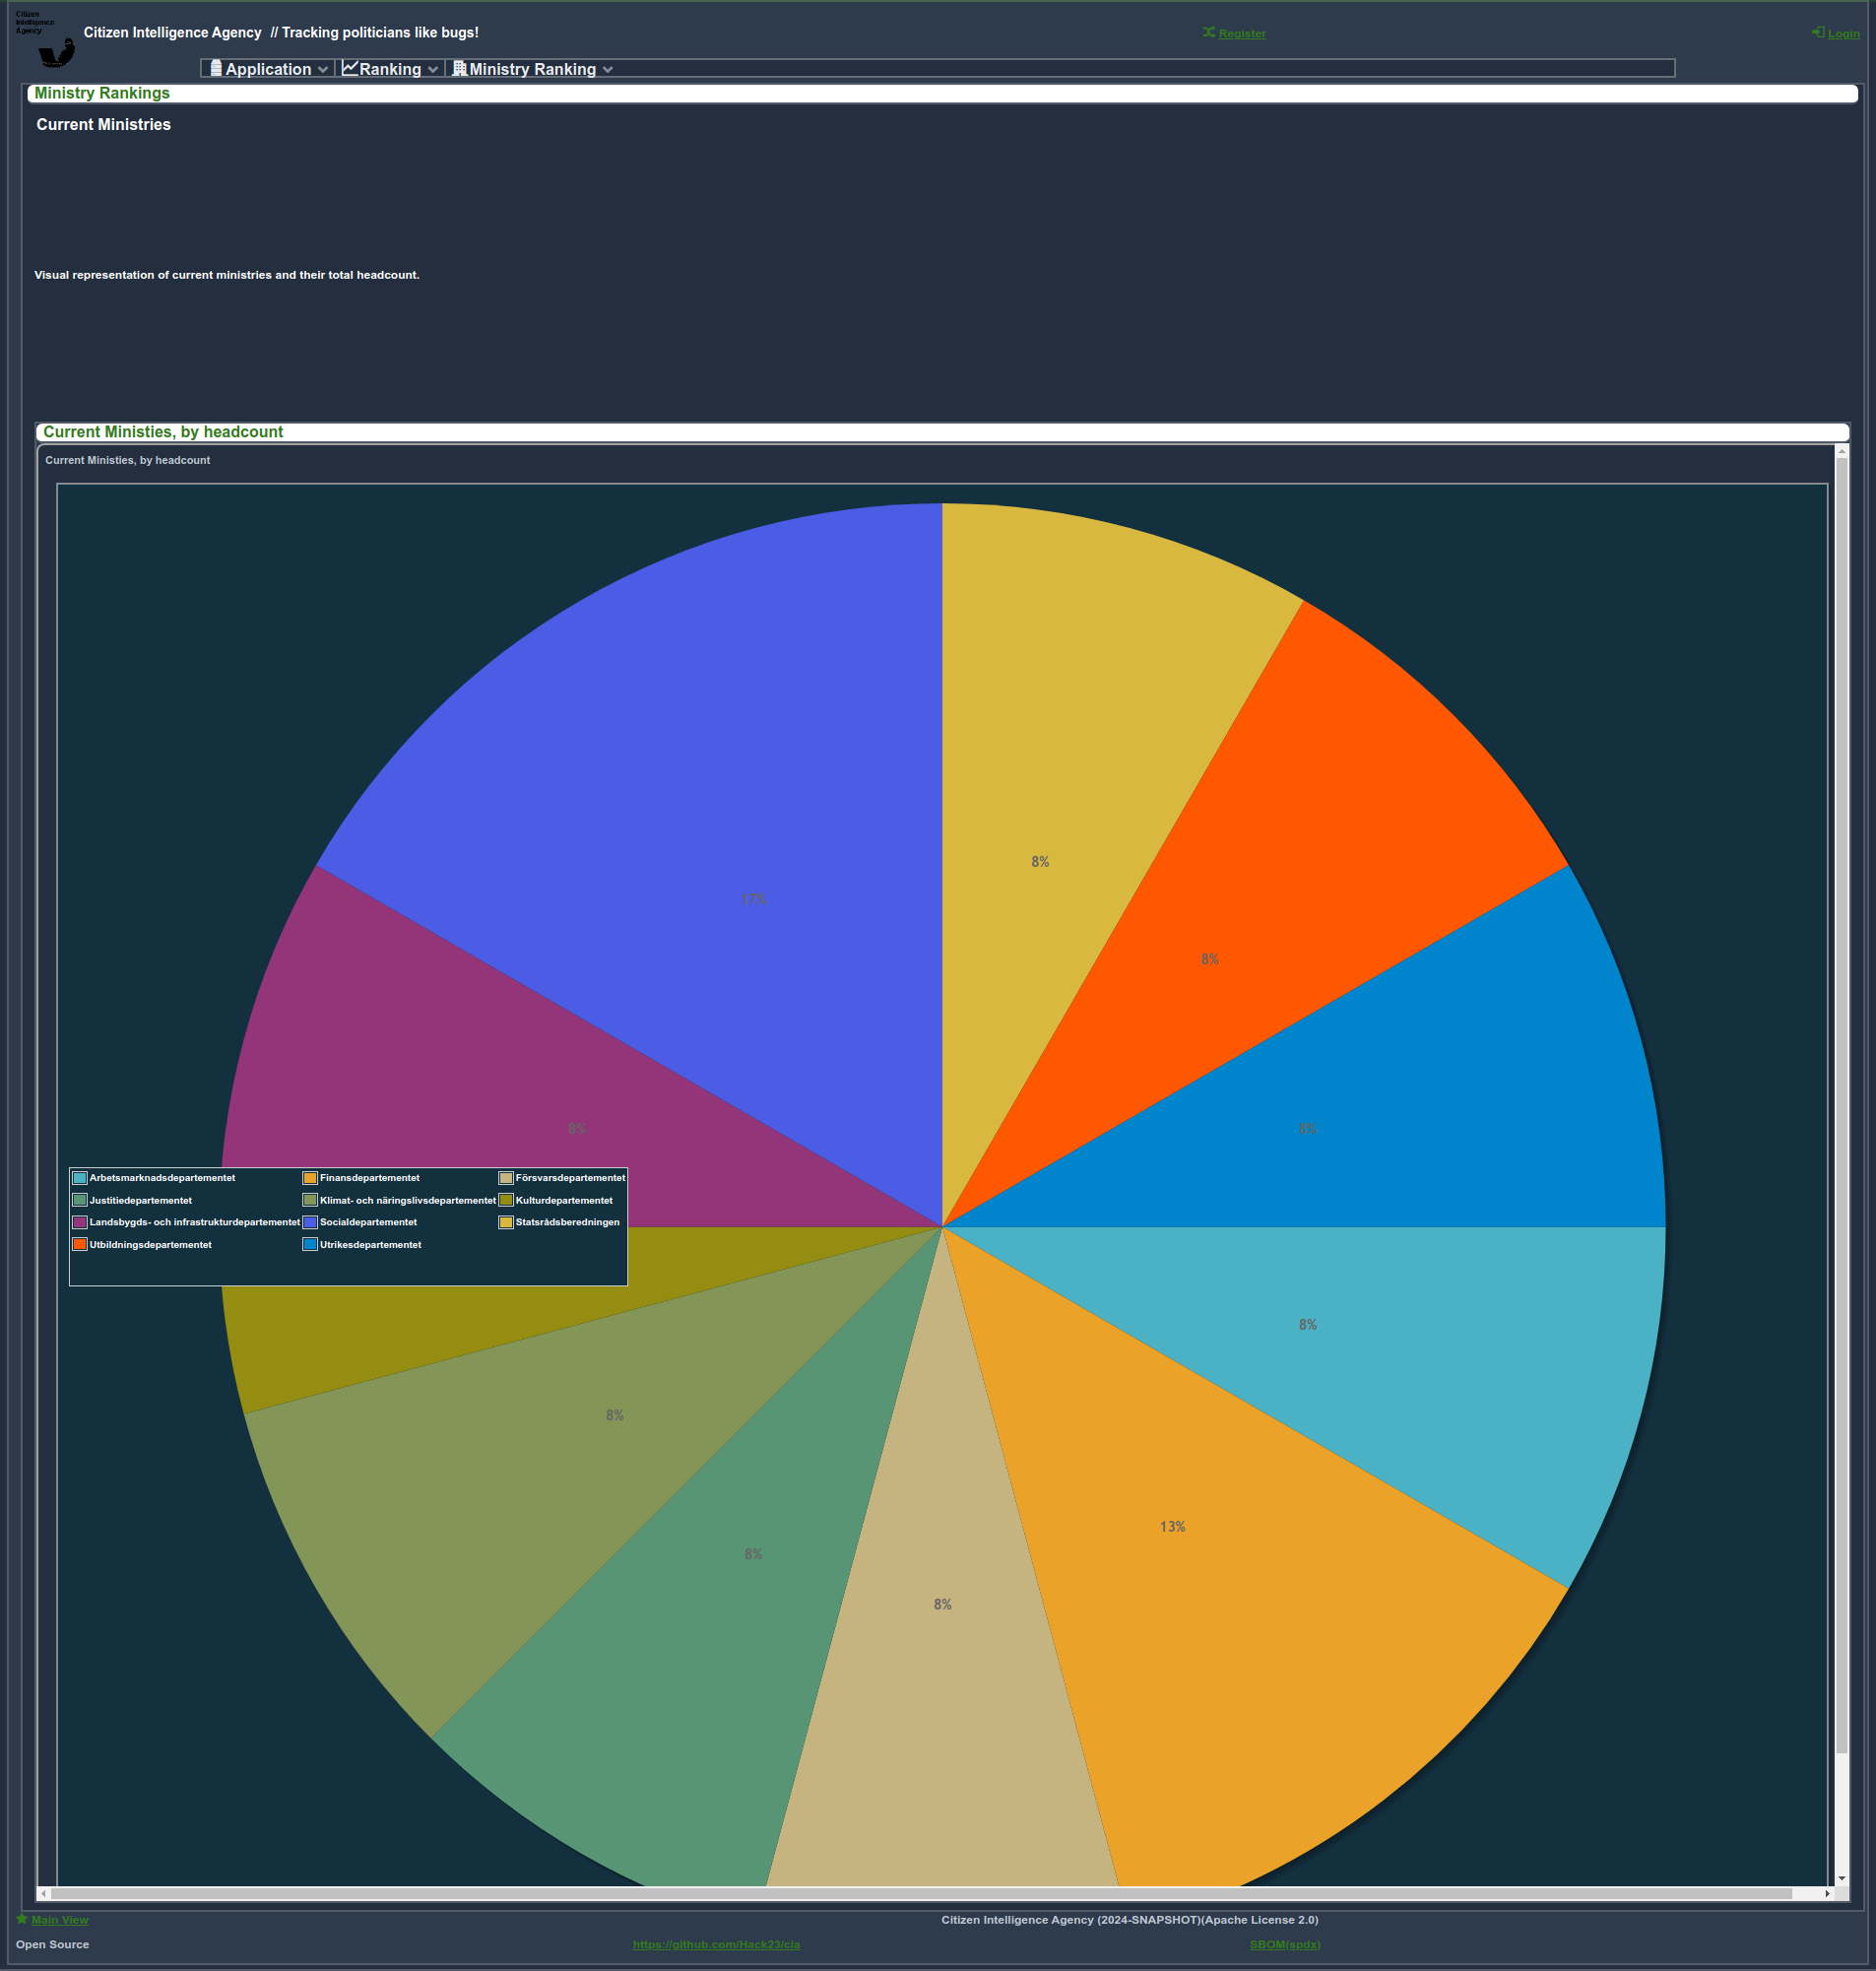 Citizen
Intelligence
Agency
Citizen Intelligence Agency // Tracking politicians like bugs!
Register
Login
Application
Ranking
Ministry Ranking
Ministry Rankings
Current Ministries
Visual representation of current ministries and their total headcount.
Current Ministies, by headcount
Current Ministies, by headcount
8%
17%
8%
8%
8%
Arbetsmarknadsdepartementet Finansdepartementet Försvarsdepartementet
Justitiedepartementet Klimat- och näringslivsdepartementet Kulturdepartementet
Landsbygds- och infrastrukturdepartementet Socialdepartementet Statsrådsberedningen
Utbildningsdepartementet Utrikesdepartementet
8%
8%
13%
8%
8%
Main View
Citizen Intelligence Agency (2024-SNAPSHOT)(Apache License 2.0)
Open Source
https://github.com/Hack23/cia
SBOM(spdx)